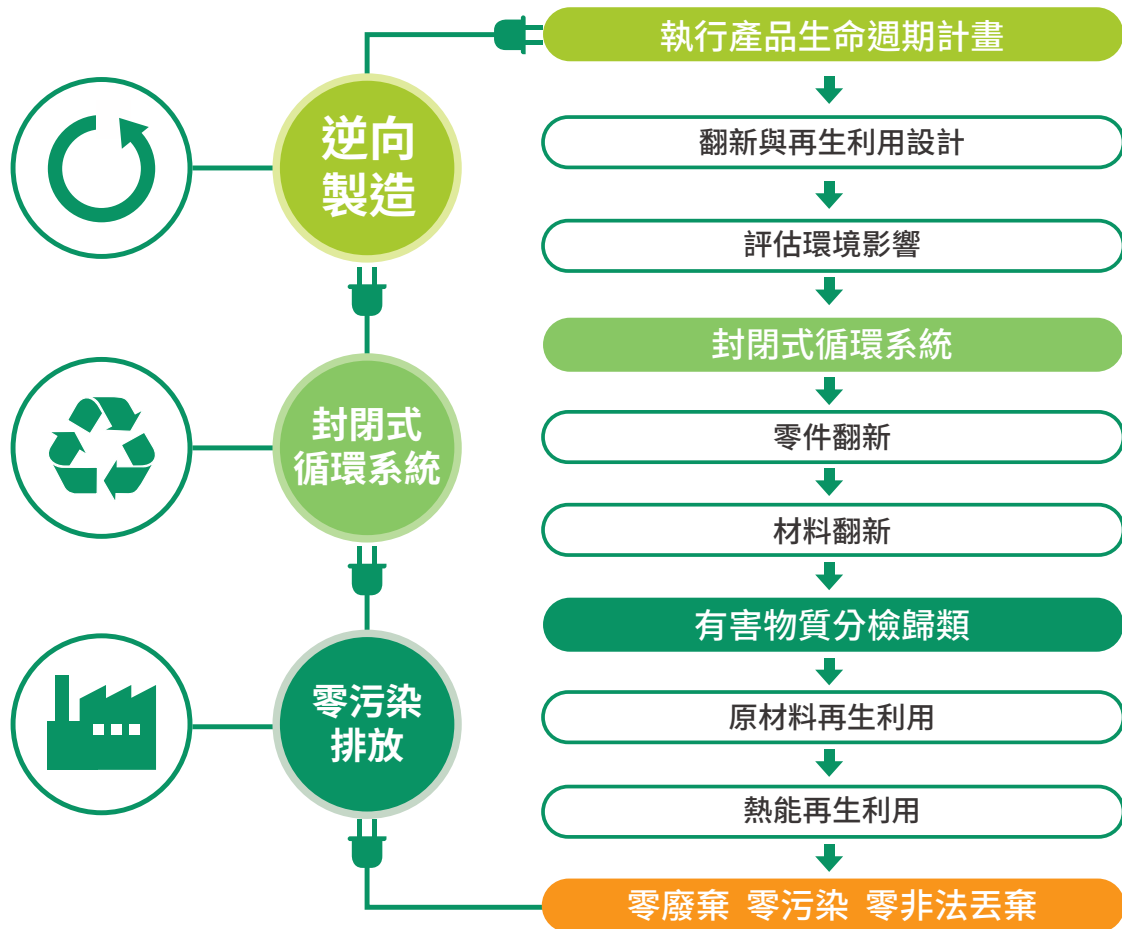 逆向
製造
封閉式
循環系統
零污染
排放
執行產品生命週期計畫
翻新與再生利用設計
評估環境影響
封閉式循環系統
零件翻新
材料翻新
有害物質分檢歸類
原材料再生利用
熱能再生利用
零廢棄 零污染 零非法丟棄